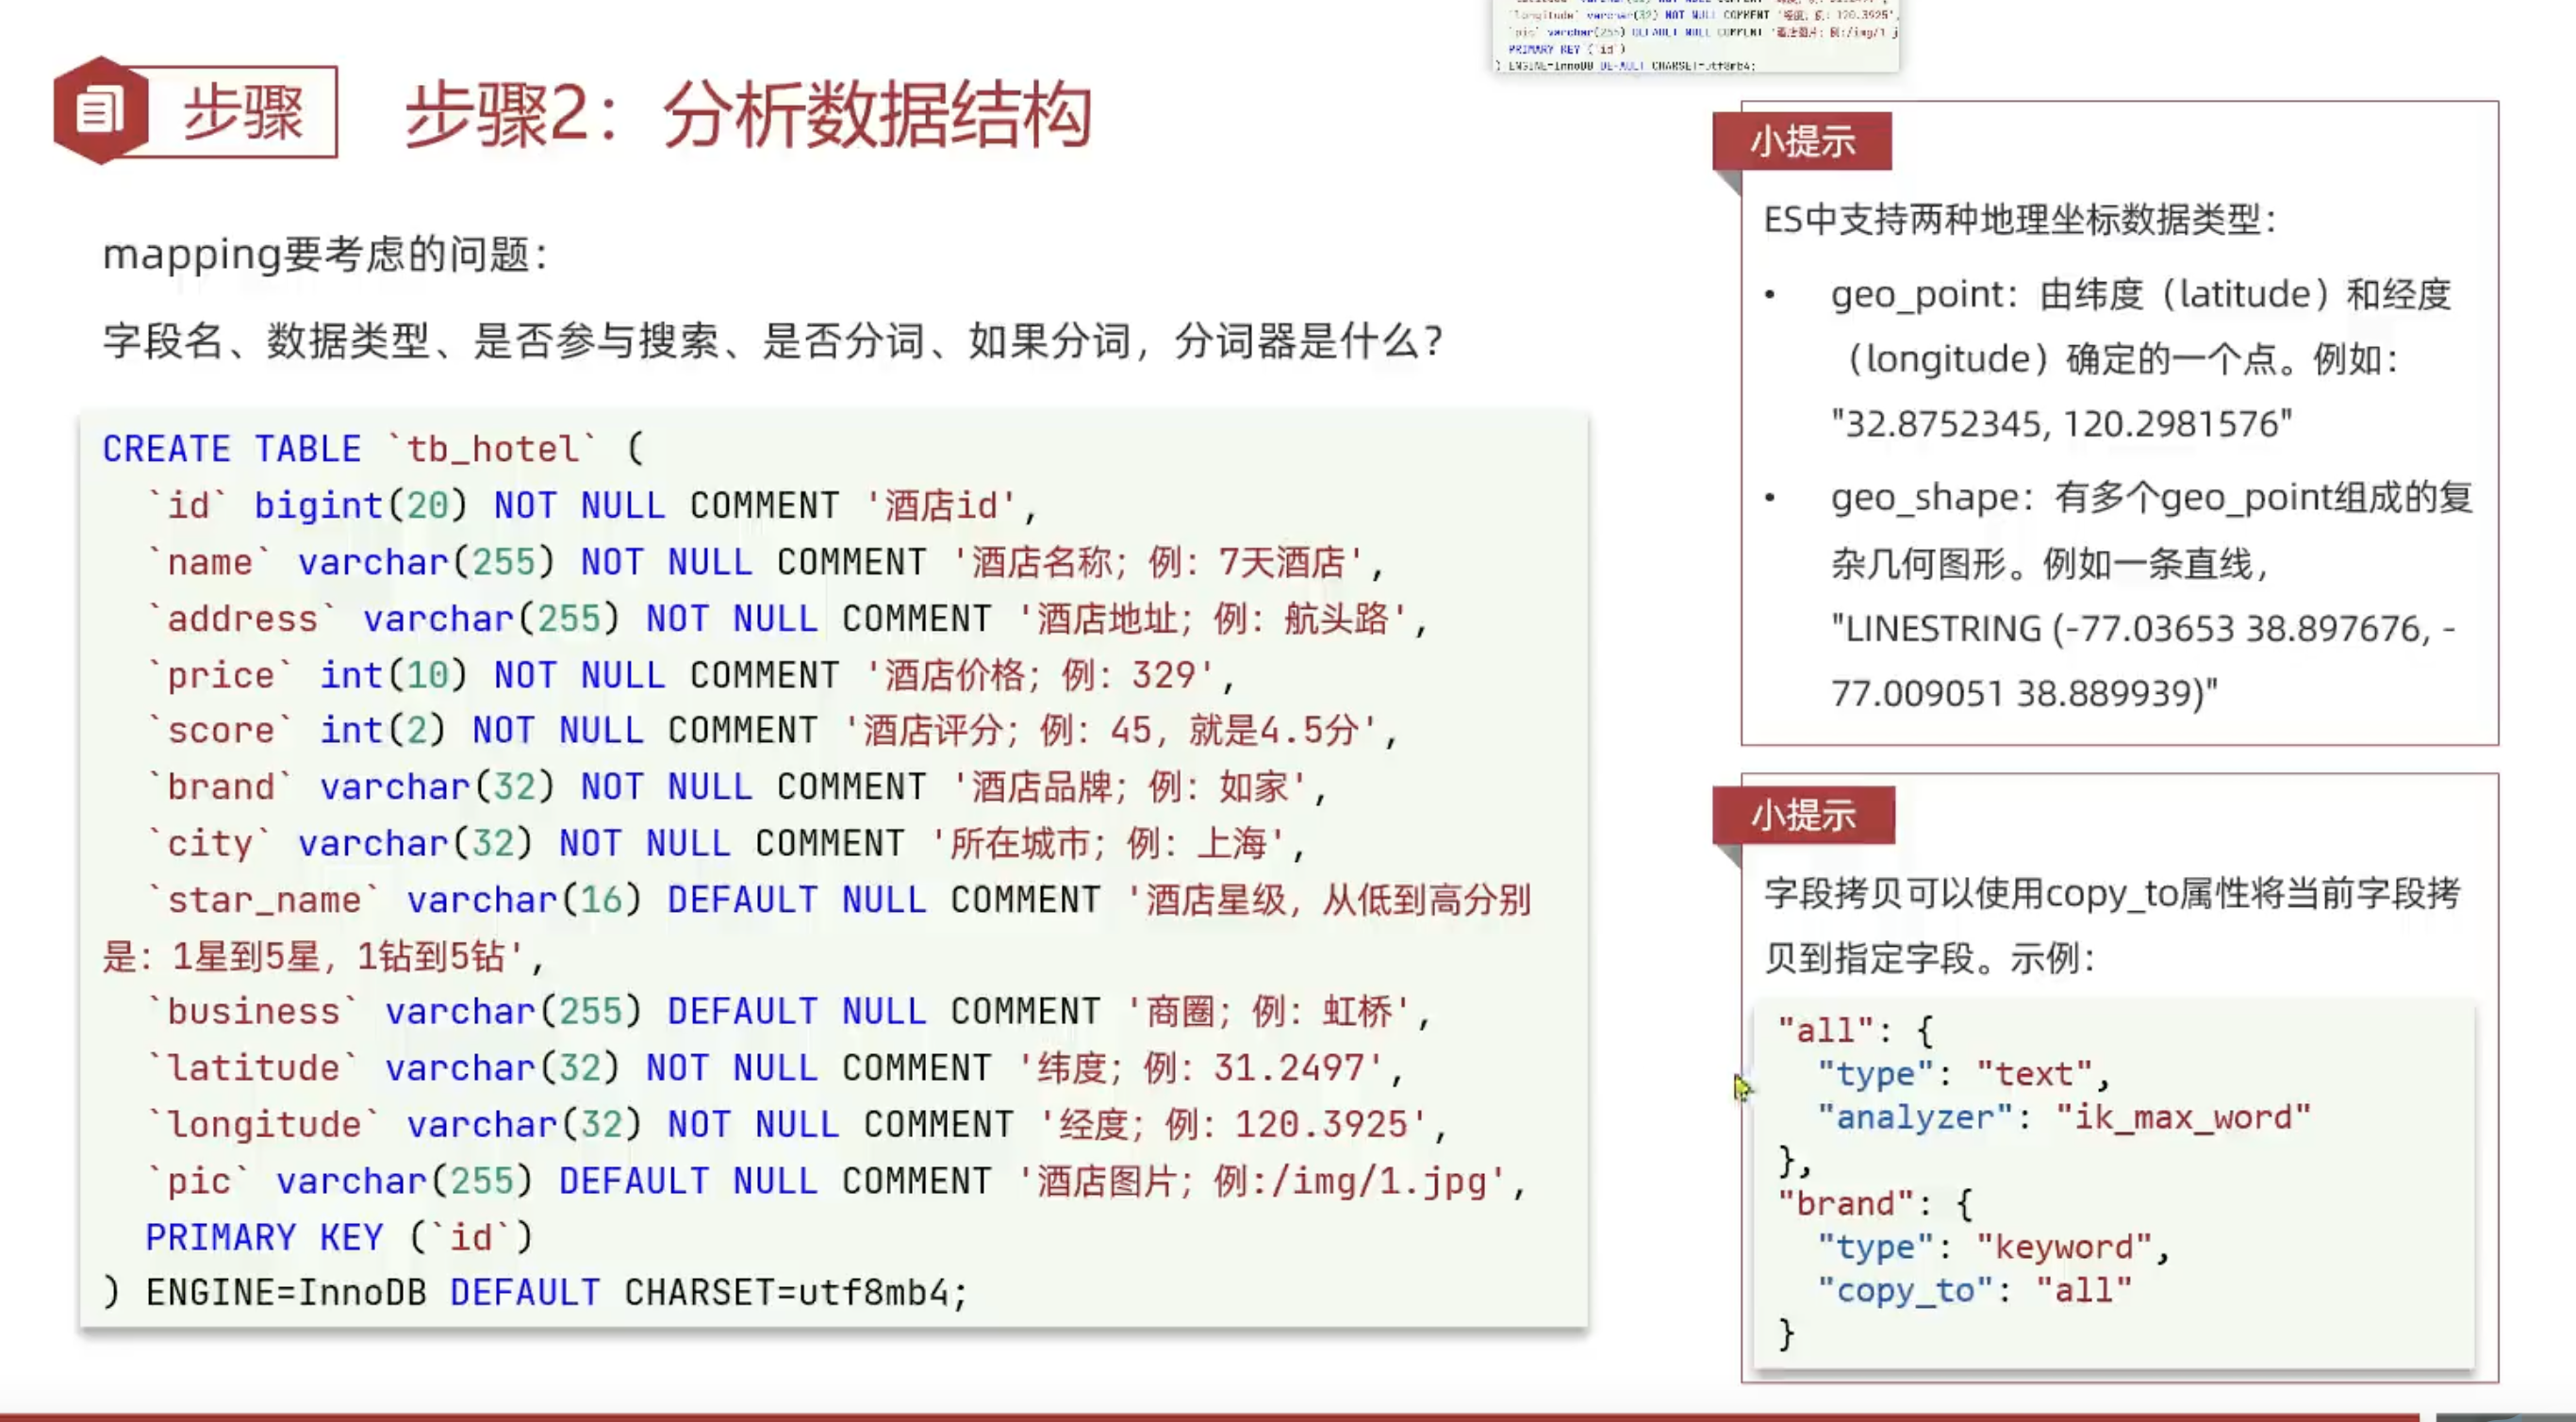 `longitude` varchar(32) NOT NULL COMMENT '经度；例：120.3925',
`pic` varchar(255) DEFAULT NULL COMMENT '酒店图片；例:/img/1.j
PRIMARY KEY (`id`)
) ENGINE=InnoDB DEFAULT CHARSET=utf8mb4;
步骤
步骤2：分析数据结构
mapping要考虑的问题：
字段名、数据类型、是否参与搜索、是否分词、如果分词，分词器是什么？
CREATE TABLE `tb_hotel` (
`id` bigint(20) NOT NULL COMMENT '酒店id',
`name` varchar(255) NOT NULL COMMENT '酒店名称；例：7天酒店',
`address` varchar(255) NOT NULL COMMENT '酒店地址；例：航头路',
`price` int(10) NOT NULL COMMENT '酒店价格；例：329',
`score` int(2) NOT NULL COMMENT '酒店评分；例：45，就是4.5分',
`brand` varchar(32) NOT NULL COMMENT '酒店品牌；例：如家',
`city` varchar(32) NOT NULL COMMENT '所在城市；例：上海',
`star_name` varchar(16) DEFAULT NULL COMMENT '酒店星级，从低到高分别
是：1星到5星，1钻到5钻',
`business` varchar(255) DEFAULT NULL COMMENT '商圈；例：虹桥',
`latitude` varchar(32) NOT NULL COMMENT '纬度；例：31.2497',
`longitude` varchar(32) NOT NULL COMMENT '经度；例：120.3925',
`pic` varchar(255) DEFAULT NULL COMMENT '酒店图片；例:/img/1.jpg',
PRIMARY KEY (`id`)
) ENGINE=InnoDB DEFAULT CHARSET=utf8mb4;
小提示
ES中支持两种地理坐标数据类型：
• geo_point：由纬度（latitude）和经度
（longitude）确定的一个点。例如：
"32.8752345, 120.2981576"
• geo_shape：有多个geo_point组成的复
杂几何图形。例如一条直线，
"LINESTRING (-77.03653 38.897676, -
77.009051 38.889939)"
小提示
字段拷贝可以使用copy_to属性将当前字段拷
贝到指定字段。示例：
"all": {
"type": "text",
"analyzer": "ik_max_word"
},
"brand": {
"type": "keyword",
"copy_to": "all"
}